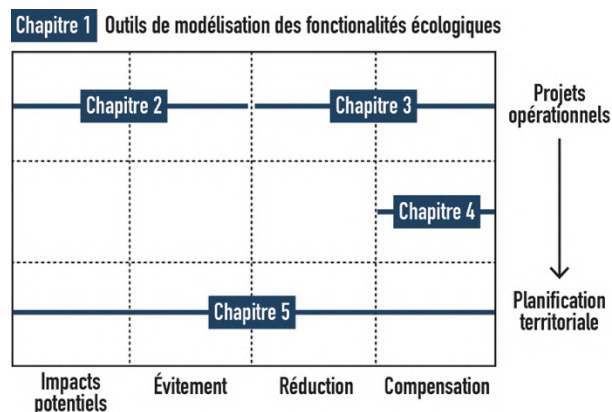 Chapitre 1 Outils de modélisation des fonctionalités écologiques
Chapitre 2
Chapitre 3
Projets
opérationnels
Chapitre 4
Chapitre 5
Planification
territoriale
Impacts
potentiels
Évitement
Réduction
Compensation